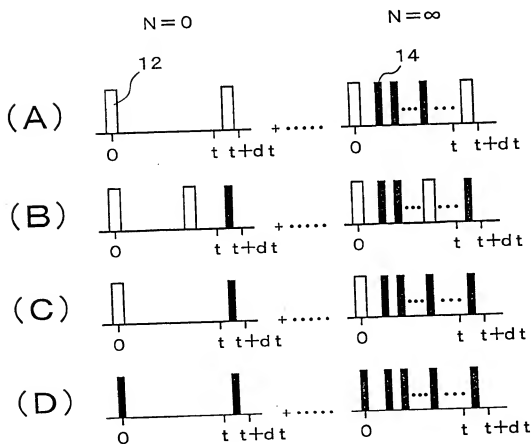 N=0 N=∞
12 14
(A)
0 t t+dt +····· 0 ··· ··· t t+dt
(B)
0 t t+dt +····· 0 ··· ··· t t+dt
(C)
0 t t+dt +····· 0 ··· ··· t t+dt
(D)
0 t t+dt +····· 0 ··· ··· t t+dt